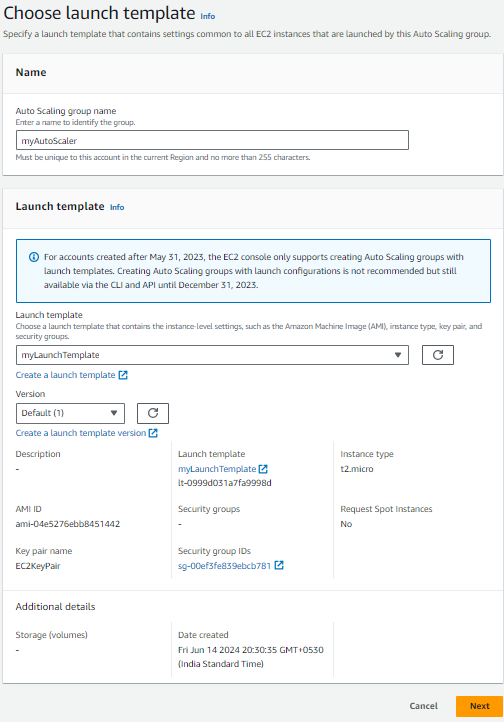 Choose launch template Info
Specify a launch template that contains settings common to all EC2 instances that are launched by this Auto Scaling group.
Name
Auto Scaling group name
Enter a name to identify the group.
myAutoScaler
Must be unique to this account in the current Region and no more than 255 characters.
Launch template Info
For accounts created after May 31, 2023, the EC2 console only supports creating Auto Scaling groups with
launch templates. Creating Auto Scaling groups with launch configurations is not recommended but still
available via the CLI and API until December 31, 2023.
Launch template
Choose a launch template that contains the instance-level settings, such as the Amazon Machine Image (AMI), instance type, key pair, and
security groups.
myLaunchTemplate
Create a launch template
Version
Default (1)
Create a launch template version
Description
-
Launch template
myLaunchTemplate
lt-0999d031a7fa9998d
Instance type
t2.micro
AMI ID
ami-04e5276ebb8451442
Security groups
-
Request Spot Instances
No
Key pair name
EC2KeyPair
Security group IDs
sg-00ef3fe839ebcb781
Additional details
Storage (volumes)
-
Date created
Fri Jun 14 2024 20:30:35 GMT+0530
(India Standard Time)
Cancel
Next